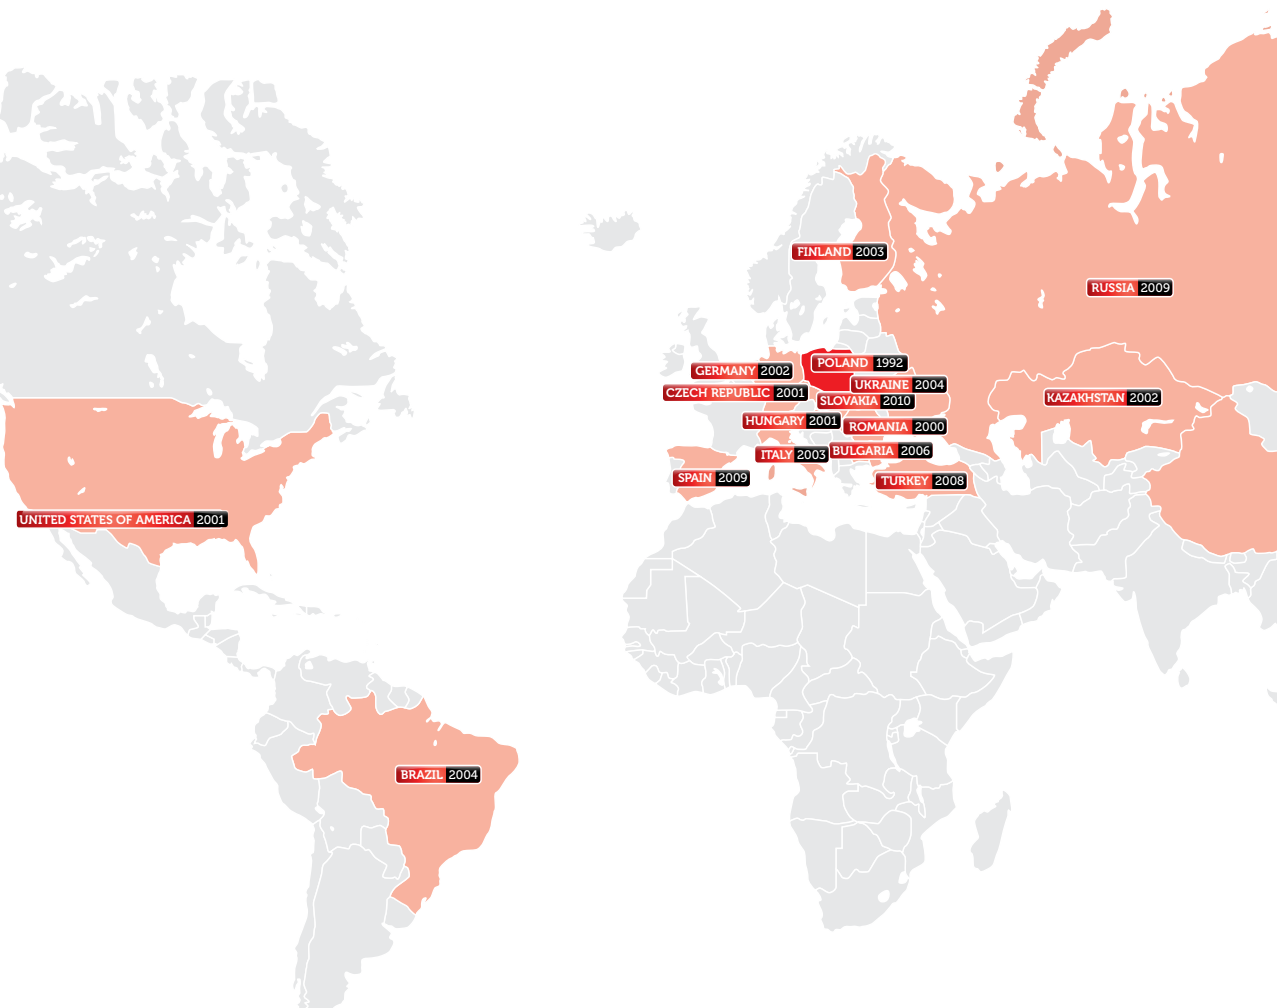 FINLAND 2003
RUSSIA 2009
POLAND 1992
GERMANY 2002
UKRAINE 2004
CZECH REPUBLIC 2001
SLOVAKIA 2010
KAZAKHSTAN 2002
HUNGARY 2001
ROMANIA 2000
ITALY 2003
BULGARIA 2006
SPAIN 2009
TURKEY 2008
UNITED STATES OF AMERICA 2001
BRAZIL 2004